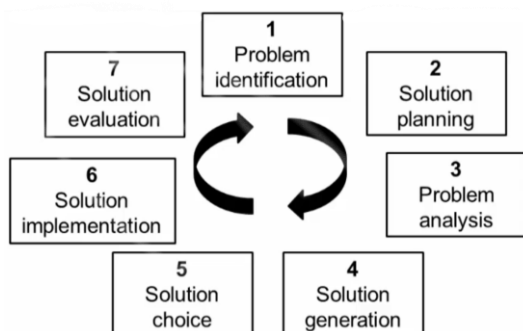 1
Problem
identification
2
Solution
planning
3
Problem
analysis
4
Solution
generation
5
Solution
choice
6
Solution
implementation
7
Solution
evaluation